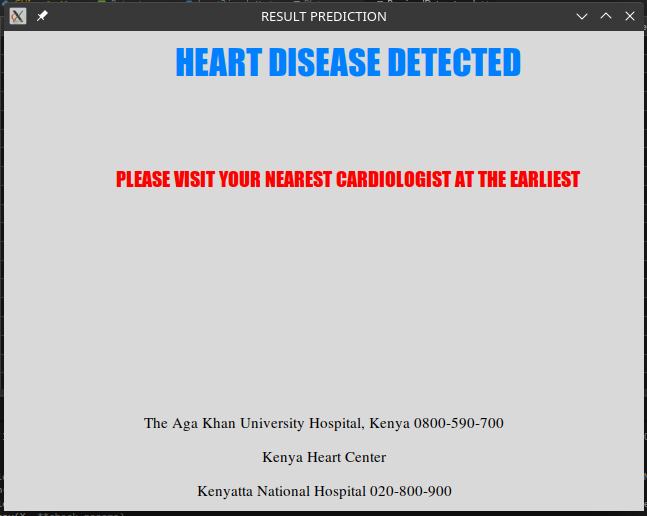 RESULT PREDICTION
HEART DISEASE DETECTED
PLEASE VISIT YOUR NEAREST CARDIOLOGIST AT THE EARLIEST
The Aga Khan University Hospital, Kenya 0800-590-700
Kenya Heart Center
Kenyatta National Hospital 020-800-900